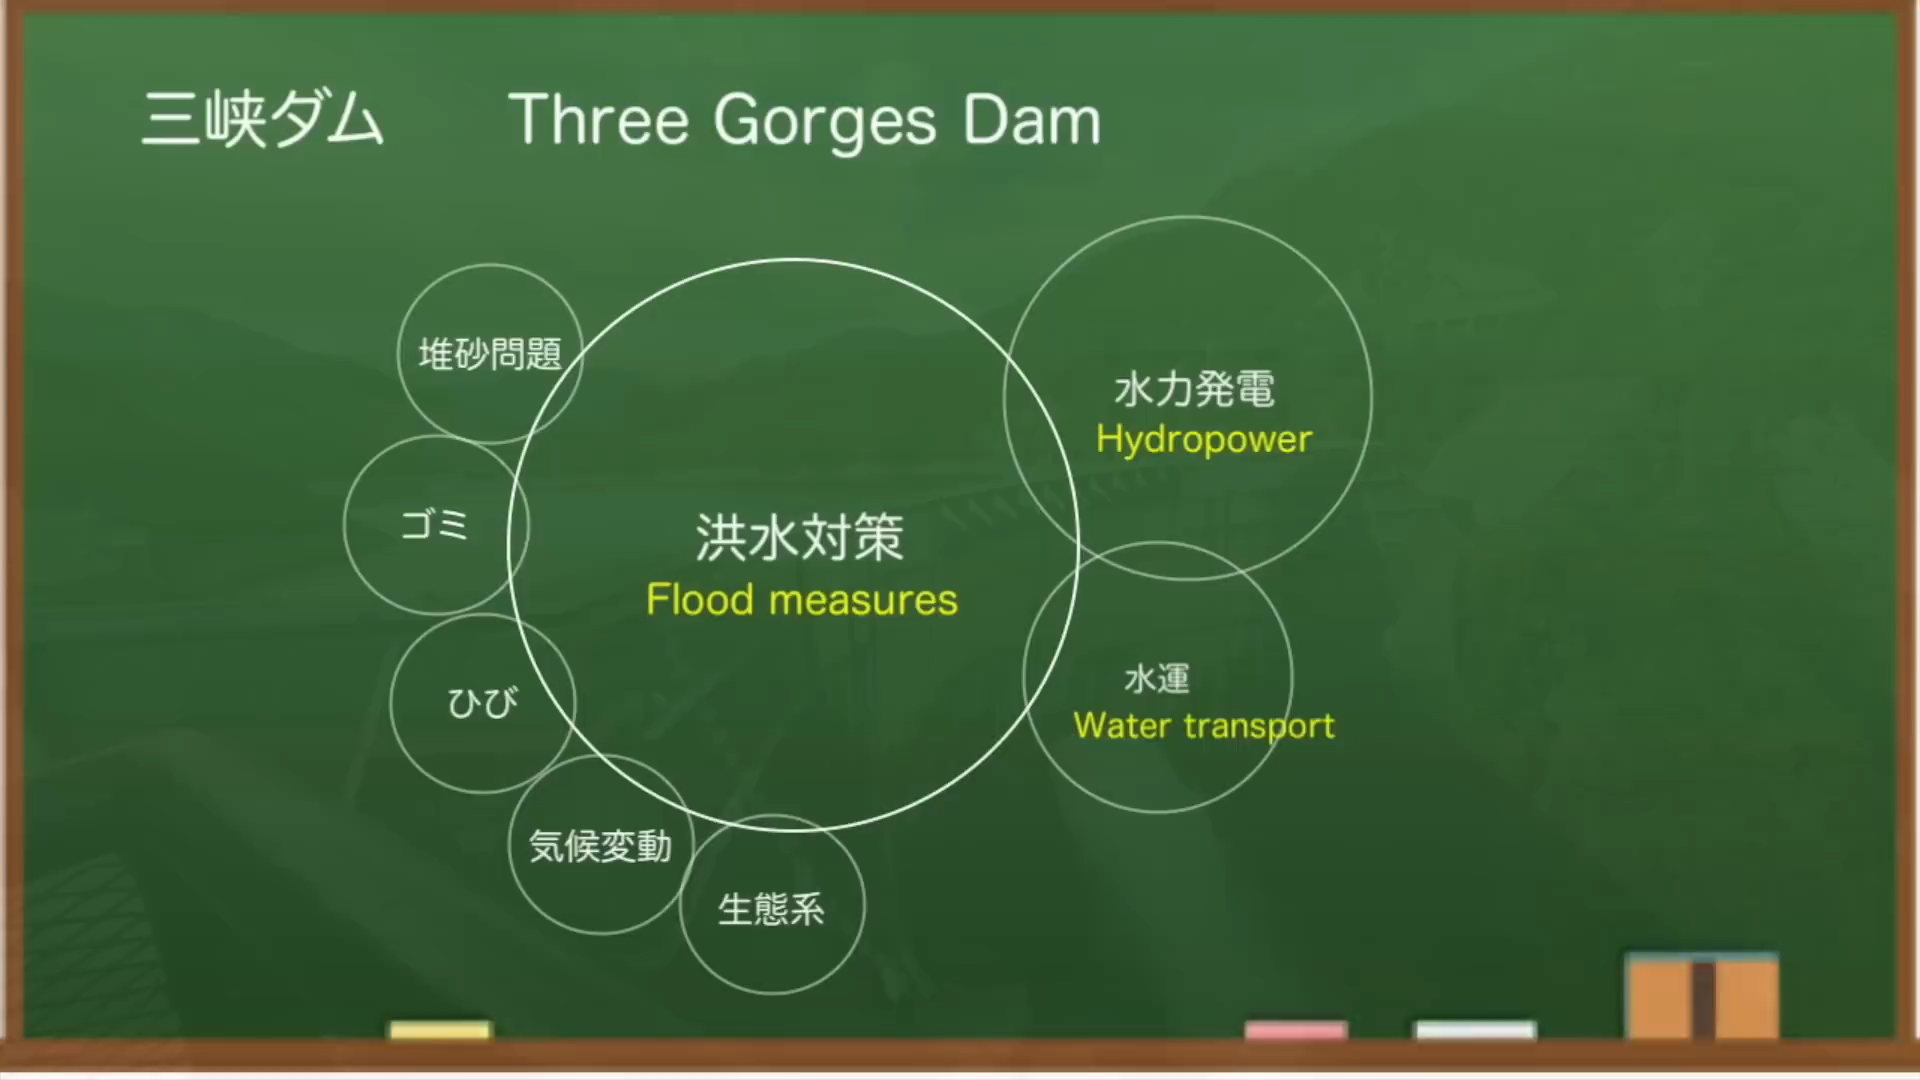 三峡ダム Three Gorges Dam
堆砂問題
ゴミ
ひび
気候変動
生態系
洪水対策
Flood measures
水力発電
Hydropower
水運
Water transport